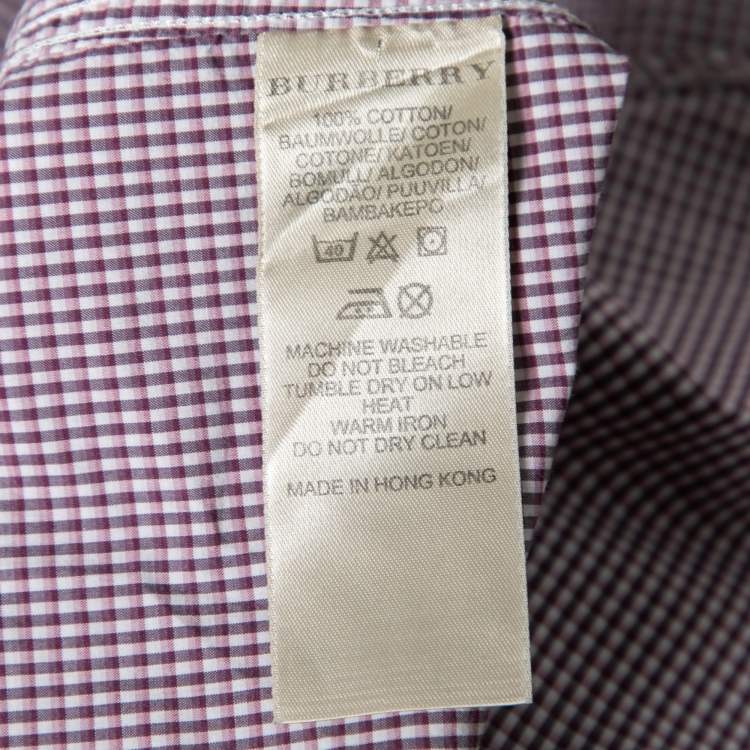 BURBERRY
100% COTTON/
BAUMWOLLE/ COTON/
COTONE/ KATOEN/
BOMULL/ ALGODON/
ALGODÃO/ PUUVILLA/
BAMBAKEPO
40
MACHINE WASHABLE
DO NOT BLEACH
TUMBLE DRY ON LOW
HEAT
WARM IRON
DO NOT DRY CLEAN
MADE IN HONG KONG